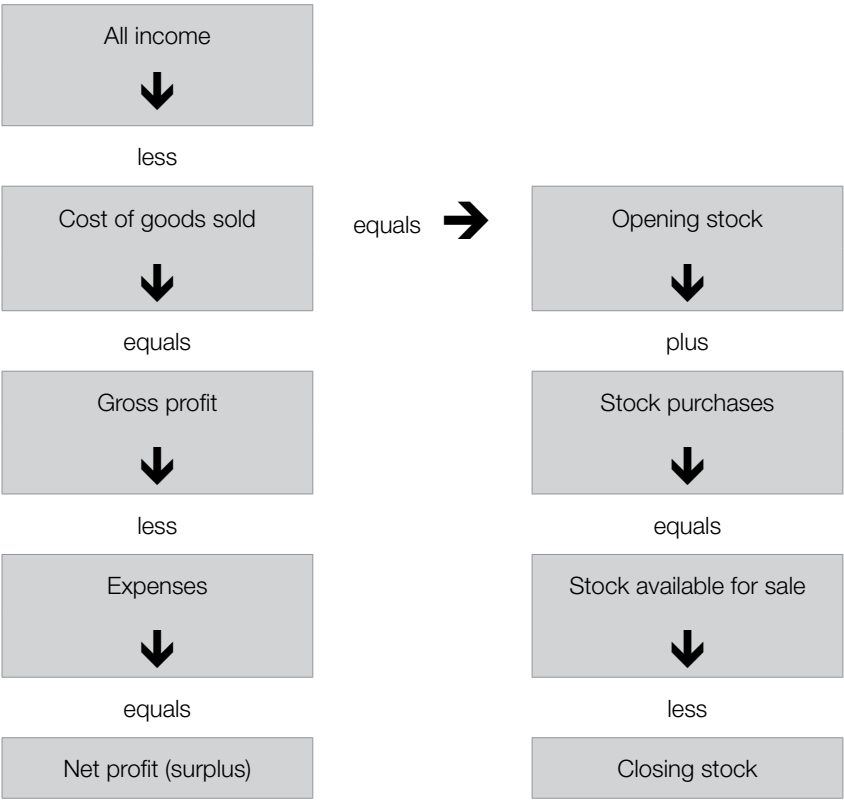 All income
less
Cost of goods sold
equals
Gross profit
less
Expenses
equals
Net profit (surplus)
equals
Opening stock
plus
Stock purchases
equals
Stock available for sale
less
Closing stock